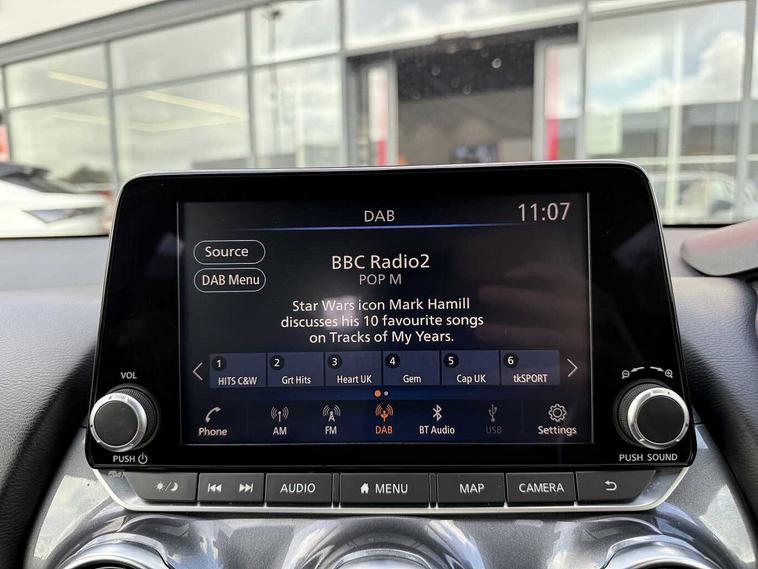 DAB
11:07
Source
BBC Radio2
POP M
DAB Menu
Star Wars icon Mark Hamill
discusses his 10 favourite songs
on Tracks of My Years.
1 2 3 4 5 6
HITS C&W Grt Hits Heart UK Gem Cap UK tkSPORT
Phone AM FM DAB BT Audio USB Settings
VOL
PUSH
PUSH SOUND
AUDIO MENU MAP CAMERA